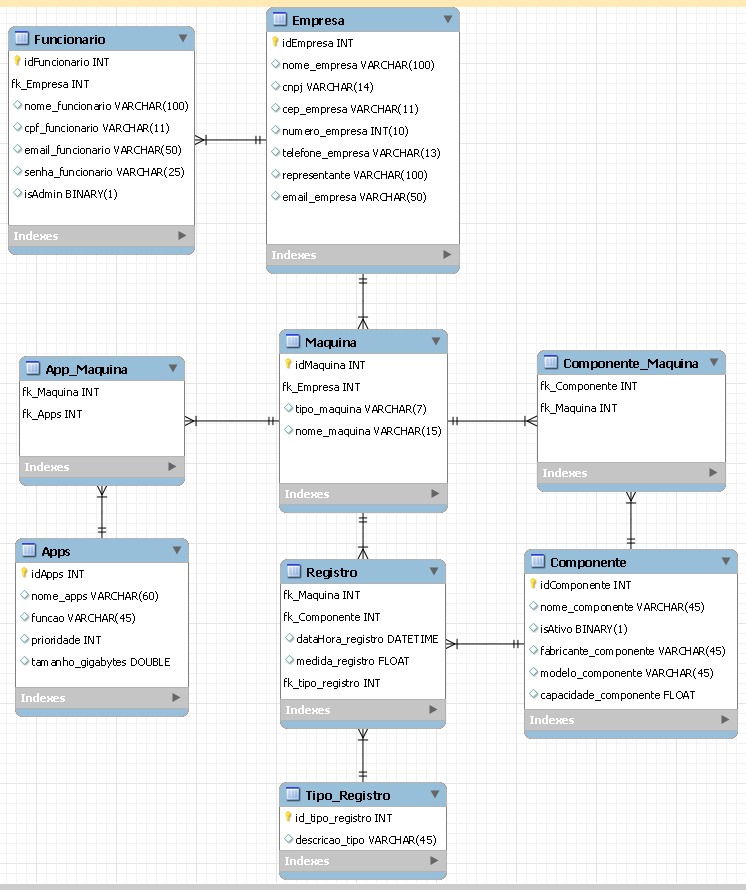 Funcionario
idFuncionario INT
fk_Empresa INT
nome_funcionario VARCHAR(100)
cpf_funcionario VARCHAR(11)
email_funcionario VARCHAR(50)
senha_funcionario VARCHAR(25)
isAdmin BINARY(1)
Indexes
Empresa
idEmpresa INT
nome_empresa VARCHAR(100)
cnpj VARCHAR(14)
cep_empresa VARCHAR(11)
numero_empresa INT(10)
telefone_empresa VARCHAR(13)
representante VARCHAR(100)
email_empresa VARCHAR(50)
Indexes
App_Maquina
fk_Maquina INT
fk_Apps INT
Indexes
Maquina
idMaquina INT
fk_Empresa INT
tipo_maquina VARCHAR(7)
nome_maquina VARCHAR(15)
Indexes
Componente_Maquina
fk_Componente INT
fk_Maquina INT
Indexes
Apps
idApps INT
nome_apps VARCHAR(60)
funcao VARCHAR(45)
prioridade INT
tamanho_gigabytes DOUBLE
Indexes
Registro
fk_Maquina INT
fk_Componente INT
dataHora_registro DATETIME
medida_registro FLOAT
fk_tipo_registro INT
Indexes
Componente
idComponente INT
nome_componente VARCHAR(45)
isAtivo BINARY(1)
fabricante_componente VARCHAR(45)
modelo_componente VARCHAR(45)
capacidade_componente FLOAT
Indexes
Tipo_Registro
id_tipo_registro INT
descricao_tipo VARCHAR(45)
Indexes